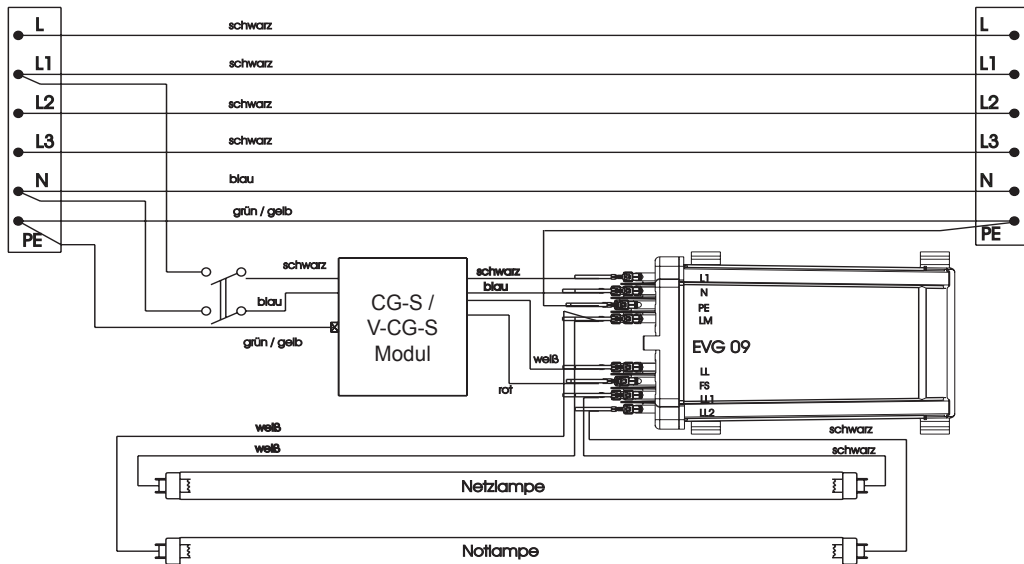 L schwarz L
L1 schwarz L1
L2 schwarz L2
L3 schwarz L3
N blau N
grün / gelb
PE PE
schwarz
blau
grün / gelb
CG-S /
V-CG-S
Modul
schwarz
blau
weiß
rot
L1
N
PE
LM
EVG 09
LL
FS
LL1
LL2
weiß
weiß
schwarz
schwarz
Netzlampe
Notlampe